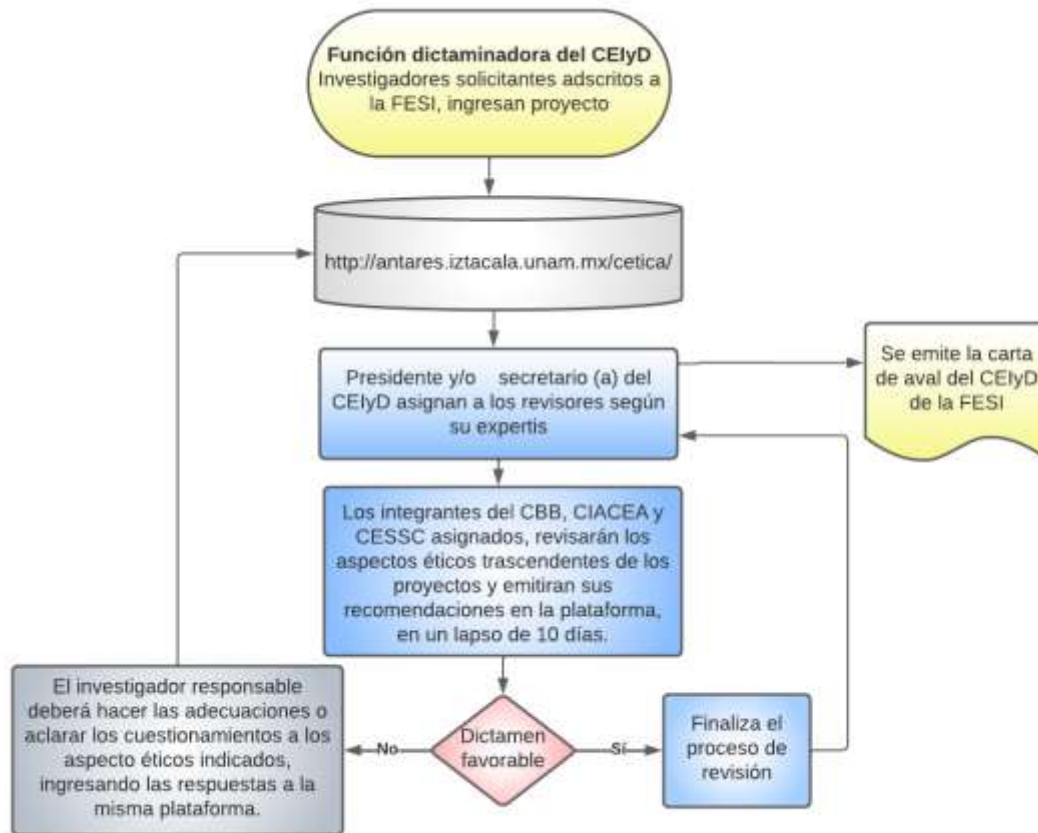 Función dictaminadora del CEIyD
Investigadores solicitantes adscritos a
la FESI, ingresan proyecto
http://antares.iztacala.unam.mx/cetica/
Presidente y/o secretario (a) del
CEIyD asignan a los revisores según
su expertis
Se emite la carta
de aval del CEIyD
de la FESI
Los integrantes del CBB, CIACEA y
CESSC asignados, revisarán los
aspectos éticos trascendentes de los
proyectos y emitiran sus
recomendaciones en la plataforma,
en un lapso de 10 días.
El investigador responsable
deberá hacer las adecuaciones o
aclarar los cuestionamientos a los
aspecto éticos indicados,
ingresando las respuestas a la
misma plataforma.
No
Dictamen
favorable
Sí
Finaliza el
proceso de
revisión